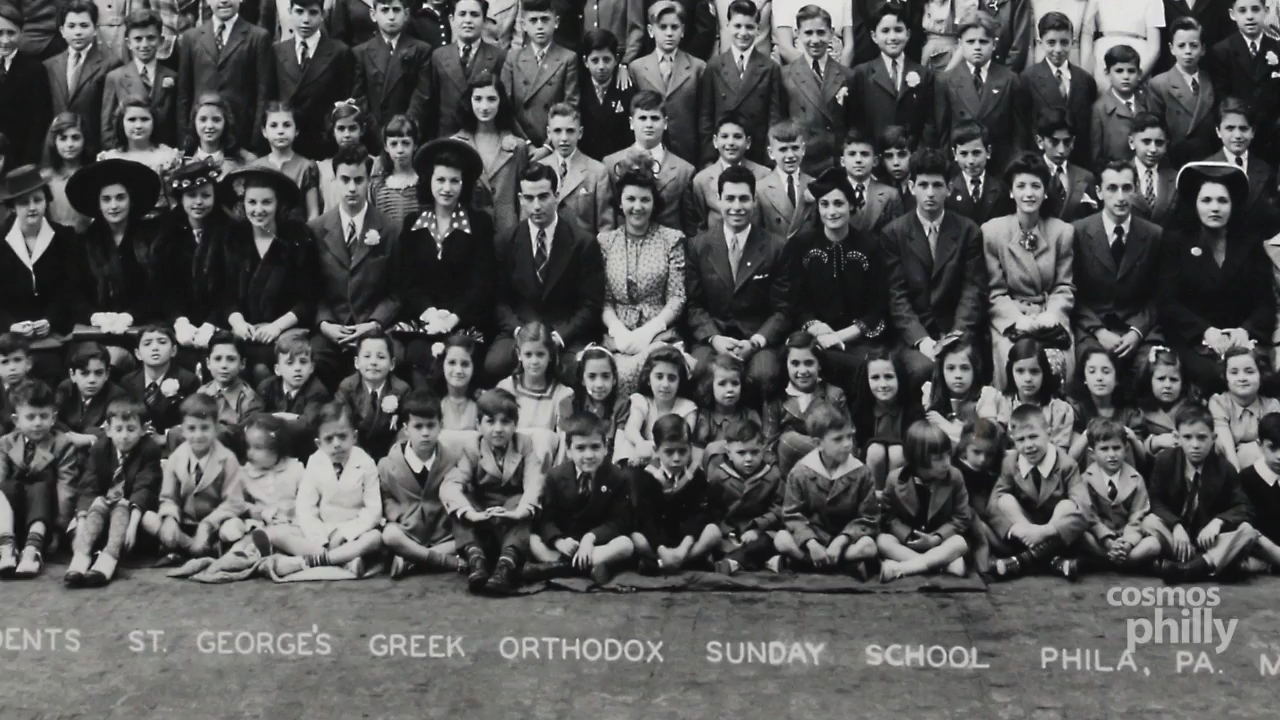 cosmos
philly
DENTS ST. GEORGE'S GREEK ORTHODOX SUNDAY SCHOOL PHILA, PA. M